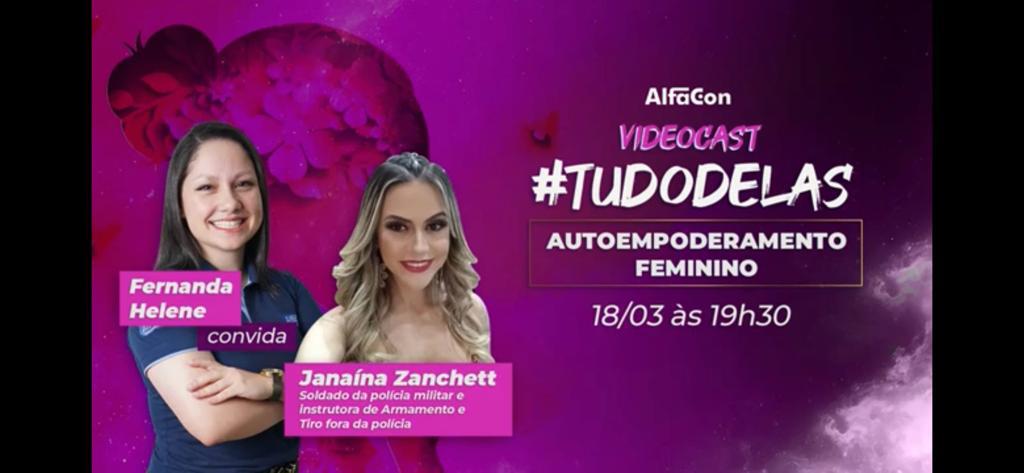 AlfaCon
VIDEOCAST
#TUDODELAS
AUTOEMPODERAMENTO
FEMININO
18/03 às 19h30
Fernanda
Helene
convida
Janaína Zanchett
Soldado da polícia militar e
instrutora de Armamento e
Tiro fora da polícia